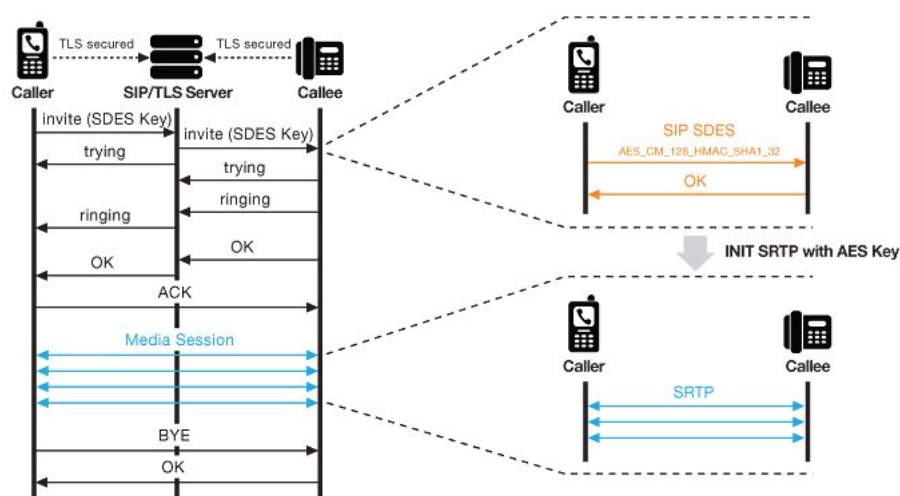 TLS secured
TLS secured
Caller
SIP/TLS Server
Callee
invite (SDES Key)
invite (SDES Key)
trying
trying
ringing
ringing
OK
OK
ACK
Media Session
BYE
OK
Caller
Callee
SIP SDES
AES_CM_128_HMAC_SHA1_32
OK
INIT SRTP with AES Key
Caller
Callee
SRTP